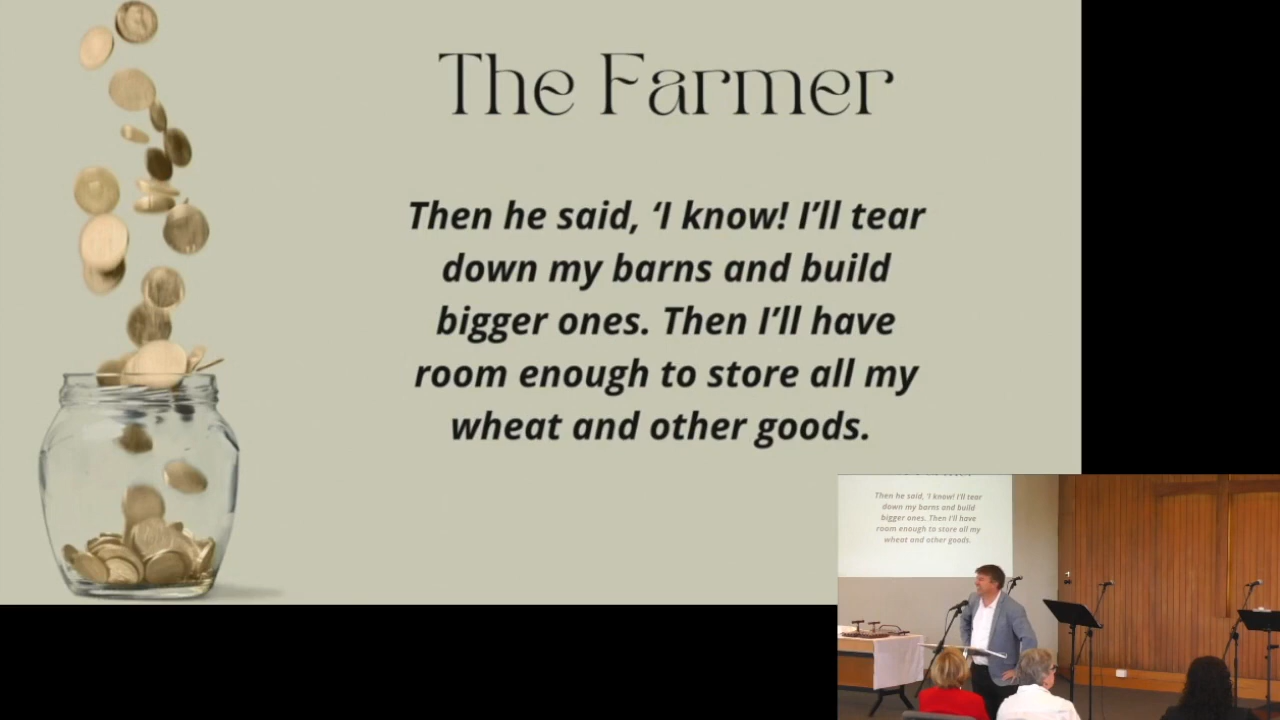 The Farmer
Then he said, ‘I know! I’ll tear
down my barns and build
bigger ones. Then I’ll have
room enough to store all my
wheat and other goods.
Then he said, 'I know! I'll tear
down my barns and build
bigger ones. Then I'll have
room enough to store all my
wheat and other goods.